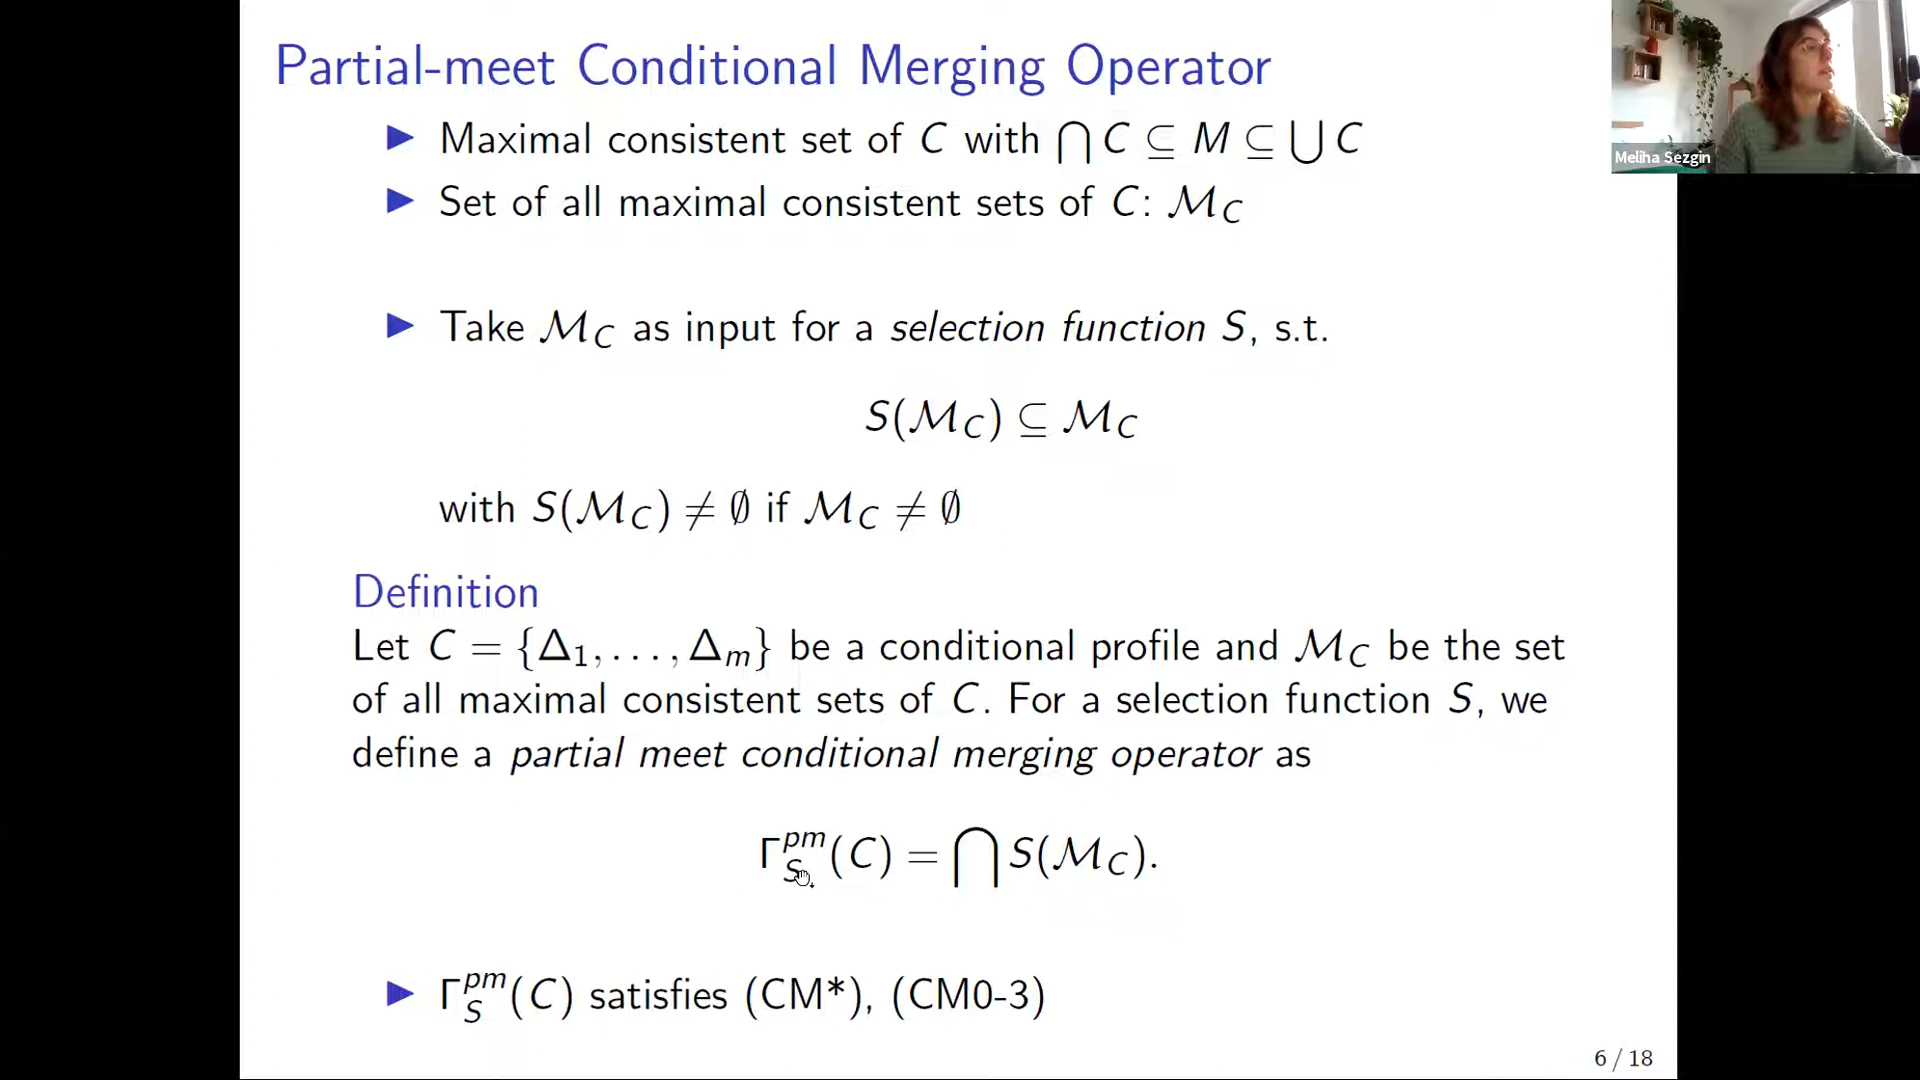 Partial-meet Conditional Merging Operator
▶ Maximal consistent set of C with ⋂ C ⊆ M ⊆ ⋃ C
▶ Set of all maximal consistent sets of C: ℳ_C
▶ Take ℳ_C as input for a selection function S, s.t.
S(ℳ_C) ⊆ ℳ_C
with S(ℳ_C) ≠ ∅ if ℳ_C ≠ ∅
Definition
Let C = {Δ₁, . . . , Δ_m} be a conditional profile and ℳ_C be the set
of all maximal consistent sets of C. For a selection function S, we
define a partial meet conditional merging operator as
Γ_S^{pm}(C) = ⋂ S(ℳ_C).
▶ Γ_S^{pm}(C) satisfies (CM*), (CM0-3)
6 / 18
Meliha Sezgin